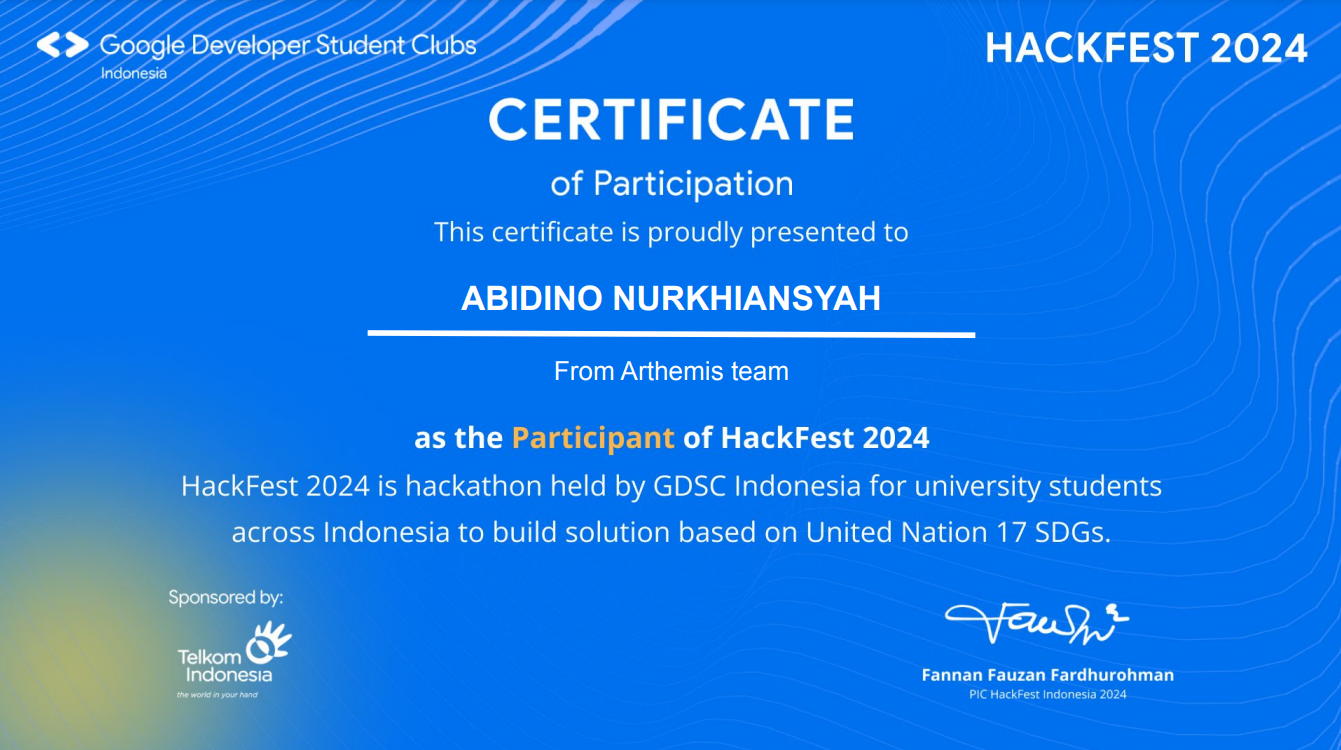 Google Developer Student Clubs
Indonesia
HACKFEST 2024
CERTIFICATE
of Participation
This certificate is proudly presented to
ABIDINO NURKHIANSYAH
From Arthemis team
as the Participant of HackFest 2024
HackFest 2024 is hackathon held by GDSC Indonesia for university students
across Indonesia to build solution based on United Nation 17 SDGs.
Sponsored by:
Telkom
Indonesia
the world in your hand
Fannan Fauzan Fardhurohman
PIC HackFest Indonesia 2024